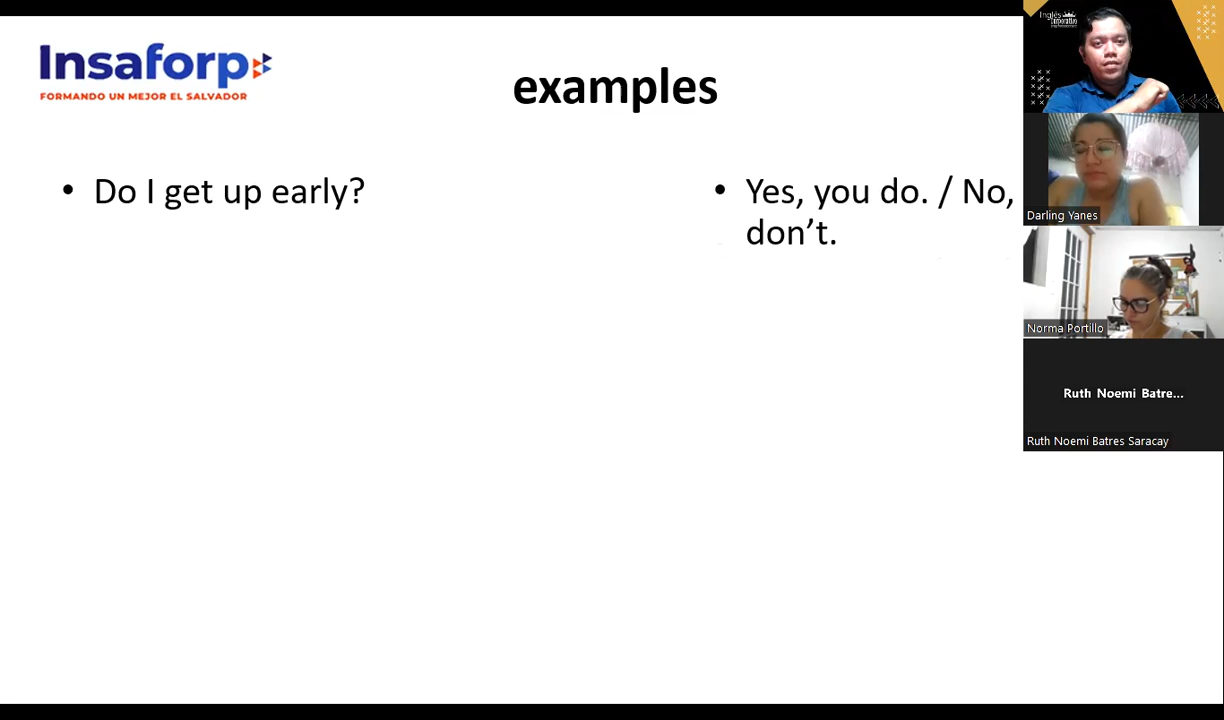 Insaforp
FORMANDO UN MEJOR EL SALVADOR
examples
• Do I get up early?
• Yes, you do. / No,
don’t.
Inglés
Darling Yanes
Norma Portillo
Ruth Noemi Batre...
Ruth Noemi Batres Saracay